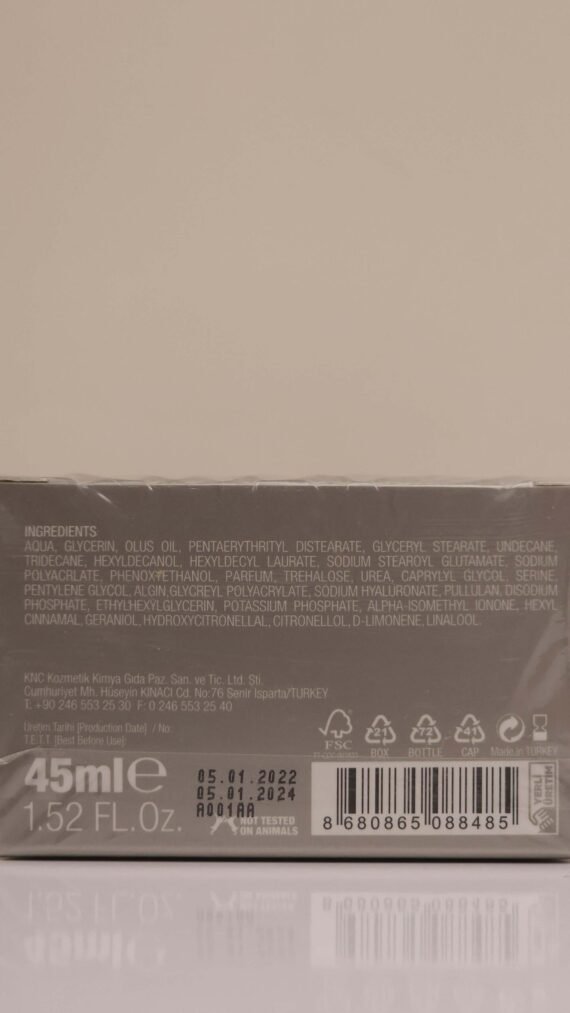 INGREDIENTS
AQUA, GLYCERIN, OLUS OIL, PENTAERYTHRITYL DISTEARATE, GLYCERYL STEARATE, UNDECANE,
TRIDECANE, HEXYLDECANOL, HEXYLDECYL LAURATE, SODIUM STEAROYL GLUTAMATE, SODIUM
POLYACRILATE, PHENOXYETHANOL, PARFUM, TREHALOSE, UREA, CAPRYLYL GLYCOL, SERINE,
PENTYLENE GLYCOL, ALGIN, GLYCREYL POLYACRYLATE, SODIUM HYALURONATE, PULLULAN, DISODIUM
PHOSPHATE, ETHYLHEXYLGLYCERIN, POTASSIUM PHOSPHATE, ALPHA-ISOMETHYL IONONE, HEXYL
CINNAMAL, GERANIOL, HYDROXYCITRONELLAL, CITRONELLOL, D-LIMONENE, LINALOOL.
KNC Kozmetik Kimya Gıda Paz. San. ve Tic. Ltd. Sti.
Cumhuriyet Mh. Hüseyin KINACI Cd. No:76 Senir Isparta/TURKEY
T: +90 246 553 25 30 F: 0 246 553 25 40
Üretim Tarihi [Production Date] / No.
T.E.T.T. [Best Before Use]:
FSC
21
BOX
72
BOTTLE
41
CAP
Made in TURKEY
45ml e
1.52 FL.Oz.
05.01.2022
05.01.2024
A001AA
NOT TESTED
ON ANIMALS
8 680865 088485
YERLİ
ÜRETİM